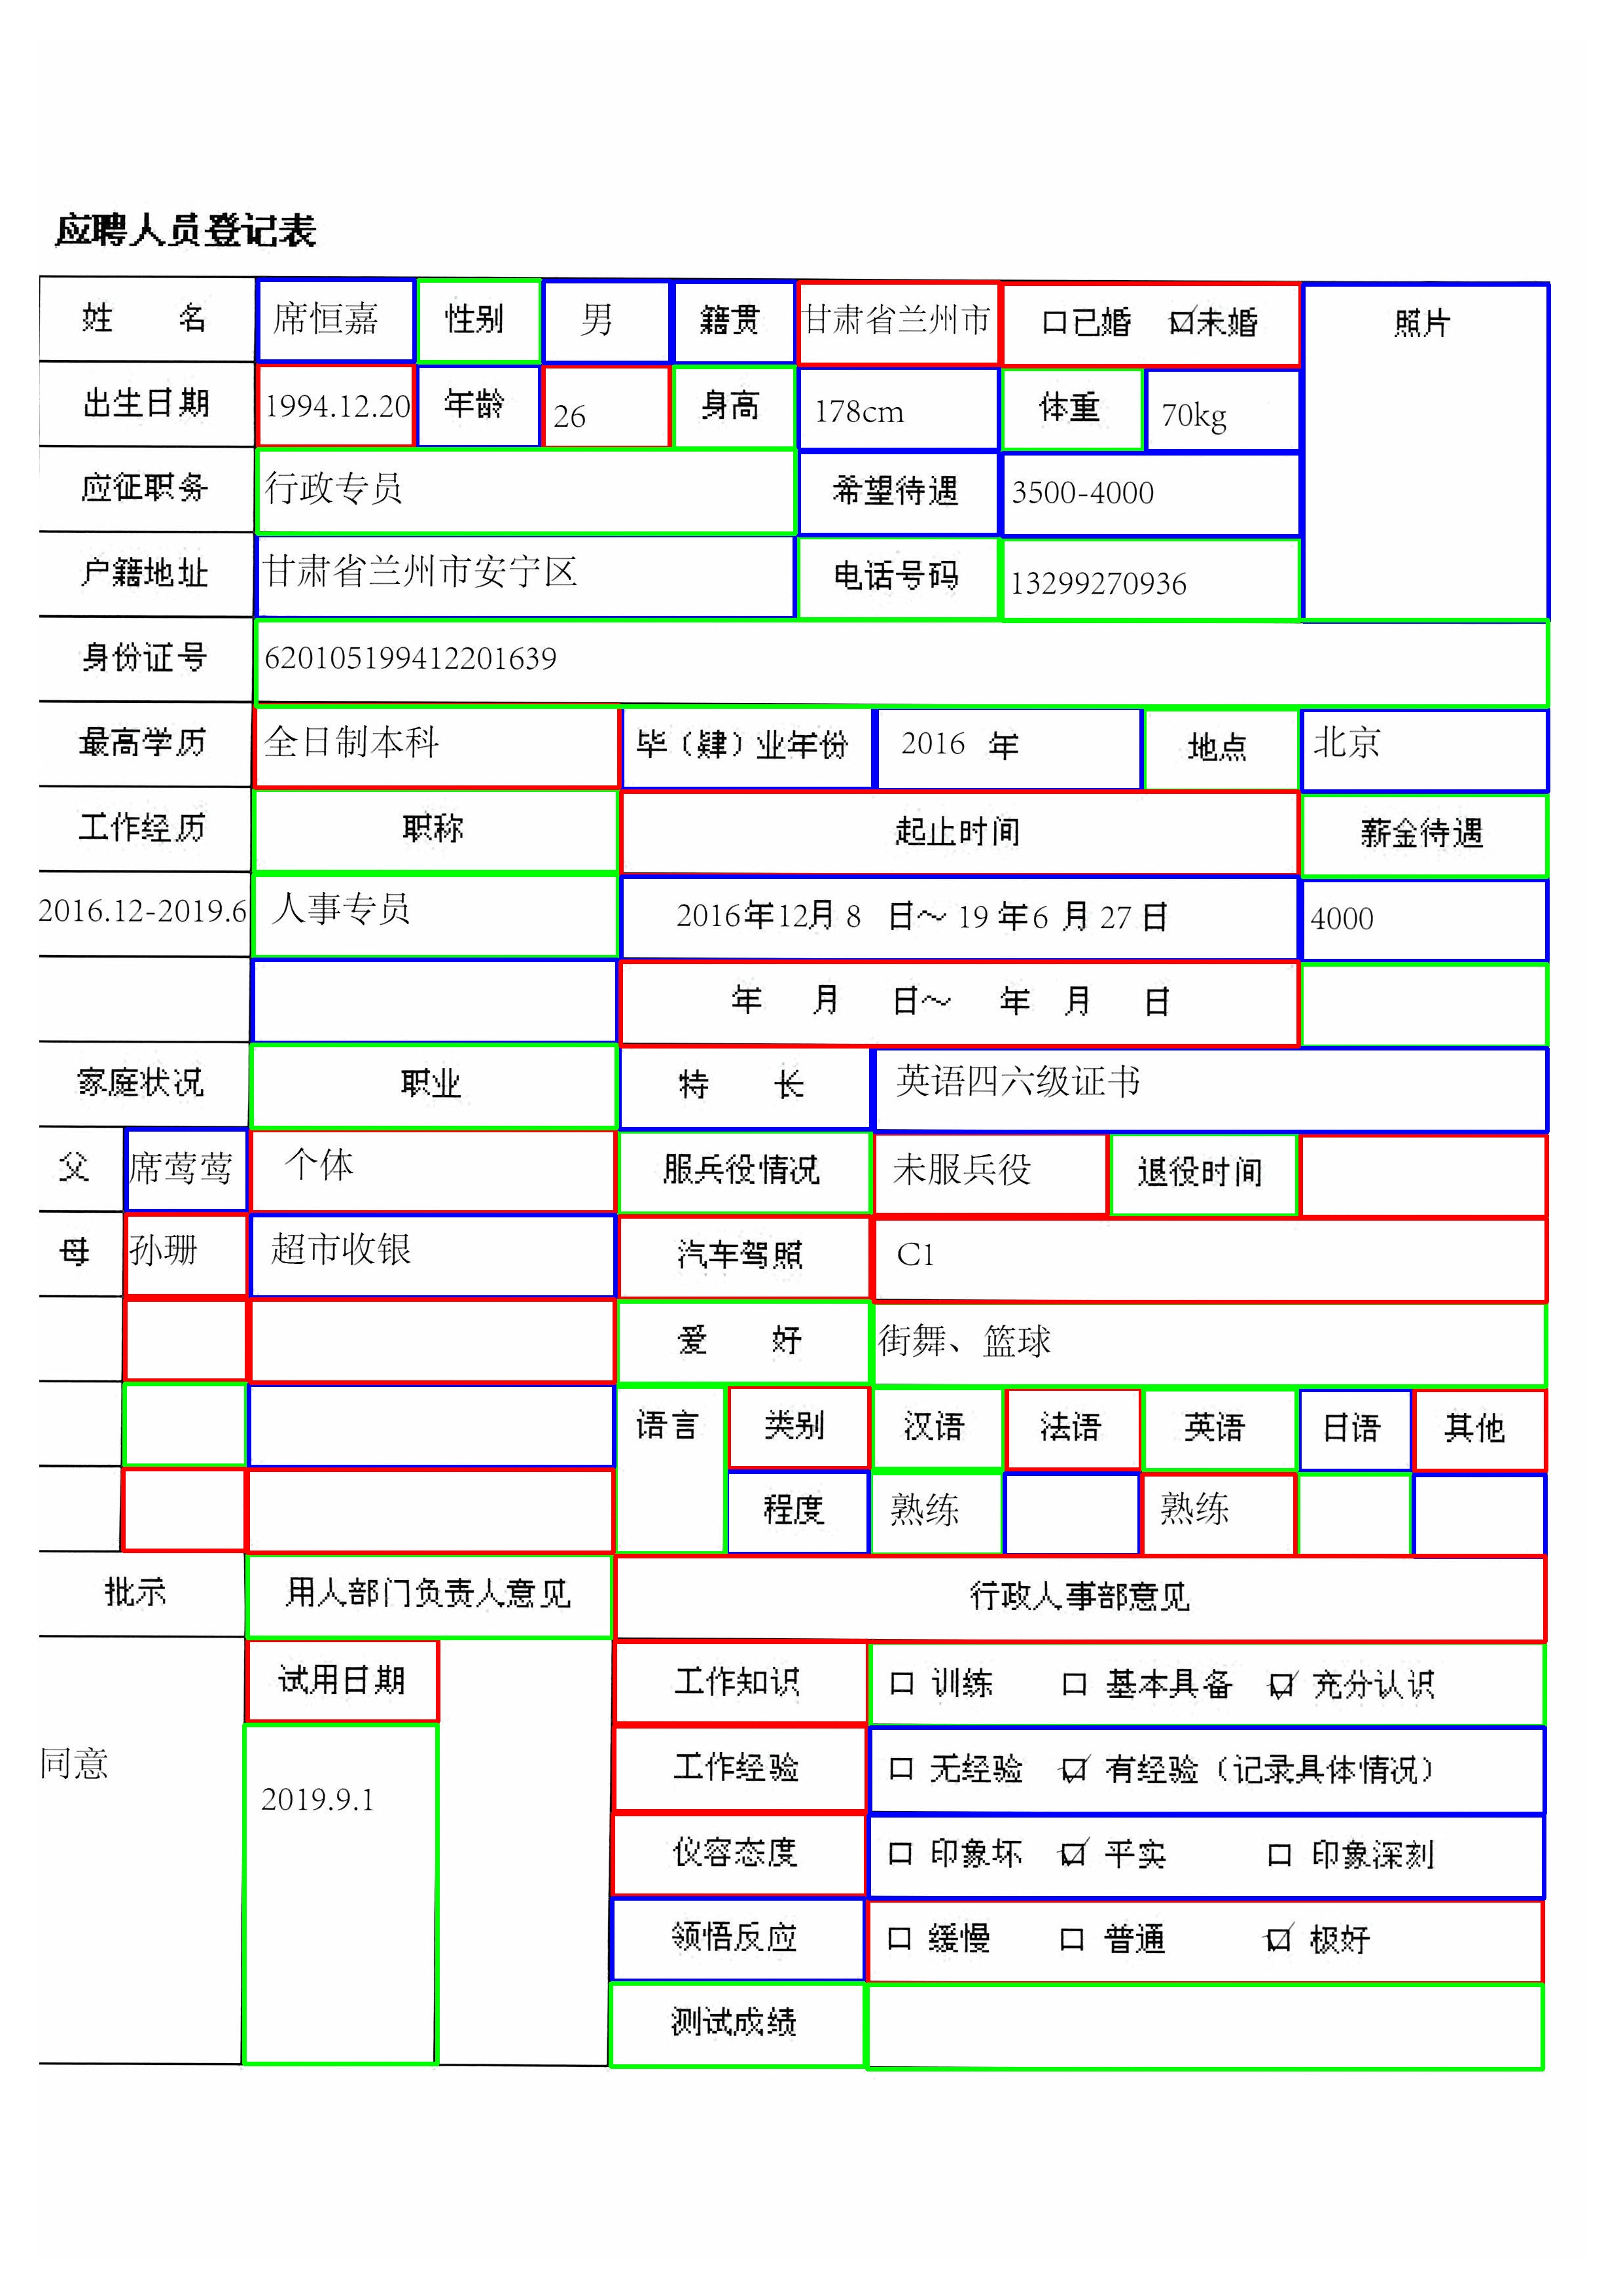 应聘人员登记表
姓 名 席恒嘉 性别 男 籍贯 甘肃省兰州市 口已婚 ☑未婚 照片
出生日期 1994.12.20 年龄 26 身高 178cm 体重 70kg
应征职务 行政专员 希望待遇 3500-4000
户籍地址 甘肃省兰州市安宁区 电话号码 13299270936
身份证号 620105199412201639
最高学历 全日制本科 毕（肄）业年份 2016 年 地点 北京
工作经历 职称 起止时间 薪金待遇
2016.12-2019.6 人事专员 2016年12月8 日～19年6 月27日 4000
年 月 日～ 年 月 日
家庭状况 职业 特 长 英语四六级证书
父 席莺莺 个体 服兵役情况 未服兵役 退役时间
母 孙珊 超市收银 汽车驾照 C1
爱 好 街舞、篮球
语言 类别 汉语 法语 英语 日语 其他
程度 熟练 熟练
批示 用人部门负责人意见 行政人事部意见
试用日期 工作知识 口 训练 口 基本具备 ☑ 充分认识
同意 2019.9.1 工作经验 口 无经验 ☑ 有经验（记录具体情况）
仪容态度 口 印象坏 ☑ 平实 口 印象深刻
领悟反应 口 缓慢 口 普通 ☑ 极好
测试成绩